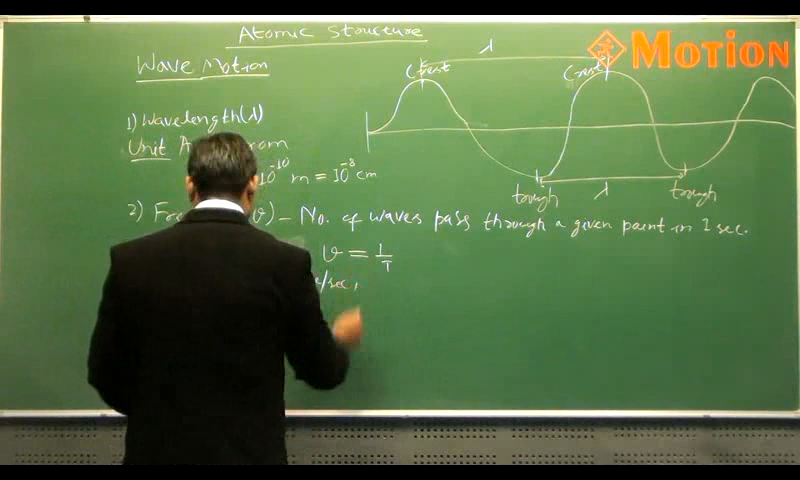 Atomic Structure
λ
MOTION
Wave Motion
Crest
Crest
1) Wavelength(λ)
Unit
10⁻¹⁰ m = 10⁻⁸ cm
trough
λ
trough
2) ν) – No. of waves pass through a given point in 1 sec.
ν = 1/T
/sec,